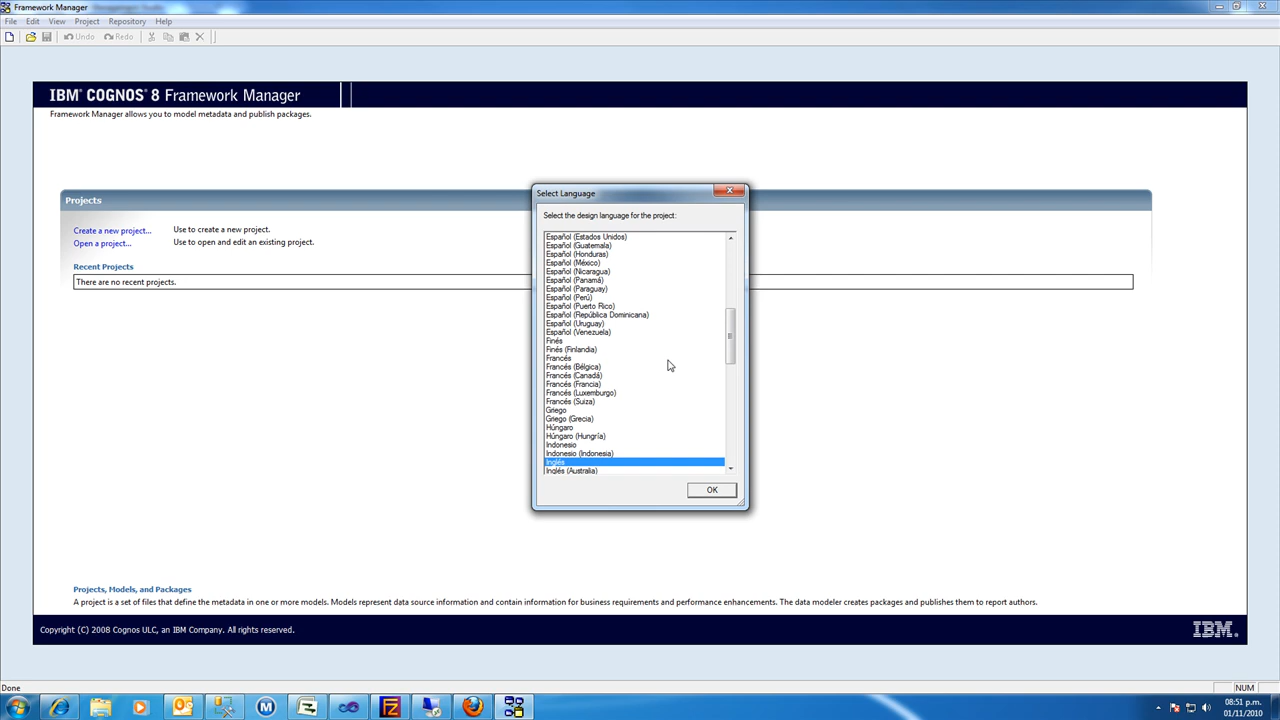 Framework Manager
File Edit View Project Repository Help
Undo Redo
IBM® COGNOS® 8 Framework Manager
Framework Manager allows you to model metadata and publish packages.
Projects
Create a new project... Use to create a new project.
Open a project... Use to open and edit an existing project.
Recent Projects
There are no recent projects.
Select Language
Select the design language for the project:
Español (Estados Unidos)
Español (Guatemala)
Español (Honduras)
Español (México)
Español (Nicaragua)
Español (Panamá)
Español (Paraguay)
Español (Perú)
Español (Puerto Rico)
Español (República Dominicana)
Español (Uruguay)
Español (Venezuela)
Finés
Finés (Finlandia)
Francés
Francés (Bélgica)
Francés (Canadá)
Francés (Francia)
Francés (Luxemburgo)
Francés (Suiza)
Griego
Griego (Grecia)
Húngaro
Húngaro (Hungría)
Indonesio
Indonesio (Indonesia)
Inglés
Inglés (Australia)
OK
Projects, Models, and Packages
A project is a set of files that define the metadata in one or more models. Models represent data source information and contain information for business requirements and performance enhancements. The data modeler creates packages and publishes them to report authors.
Copyright (C) 2008 Cognos ULC, an IBM Company. All rights reserved.
IBM®
Done
NUM
08:51 p.m.
01/11/2010